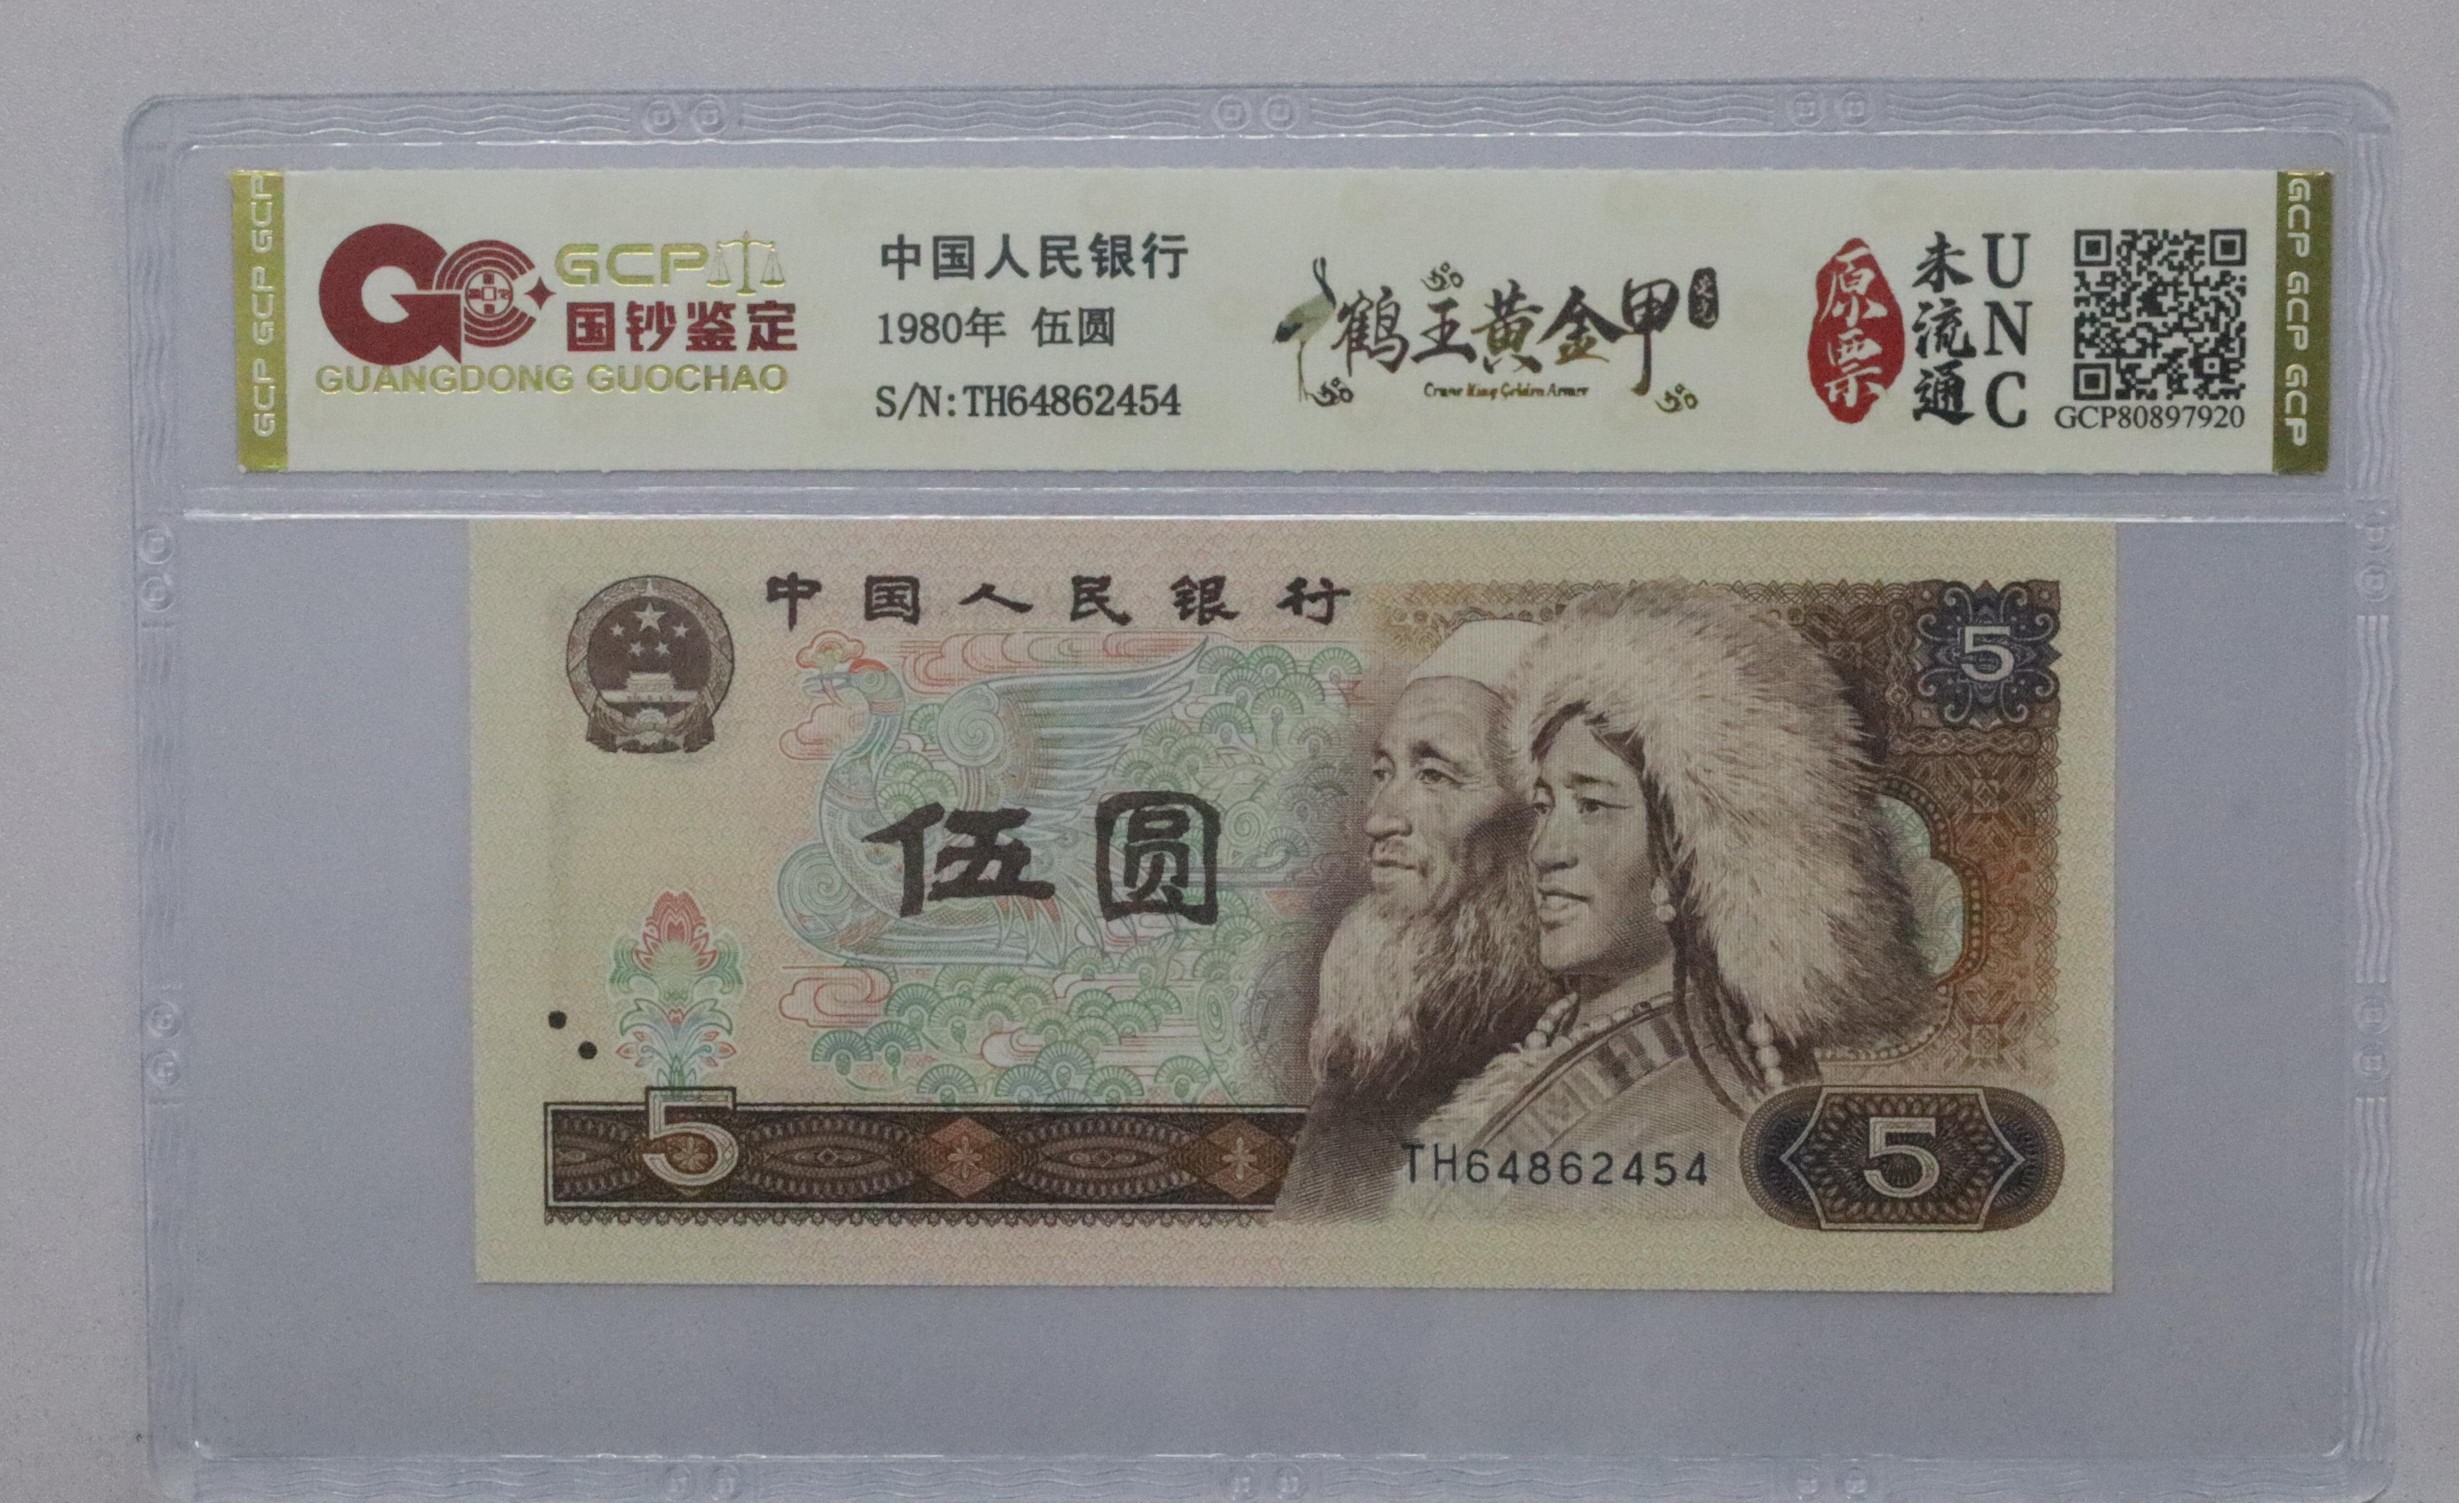 GCP GCP GCP
GCP
国钞鉴定
GUANGDONG GUOCHAO
中国人民银行
1980年 伍圆
S/N:TH64862454
鹤王黄金甲
Crane King Golden Armor
原票
未流通
UNC
GCP80897920
GCP GCP GCP
中国人民银行
5
伍圆
5
TH64862454
5